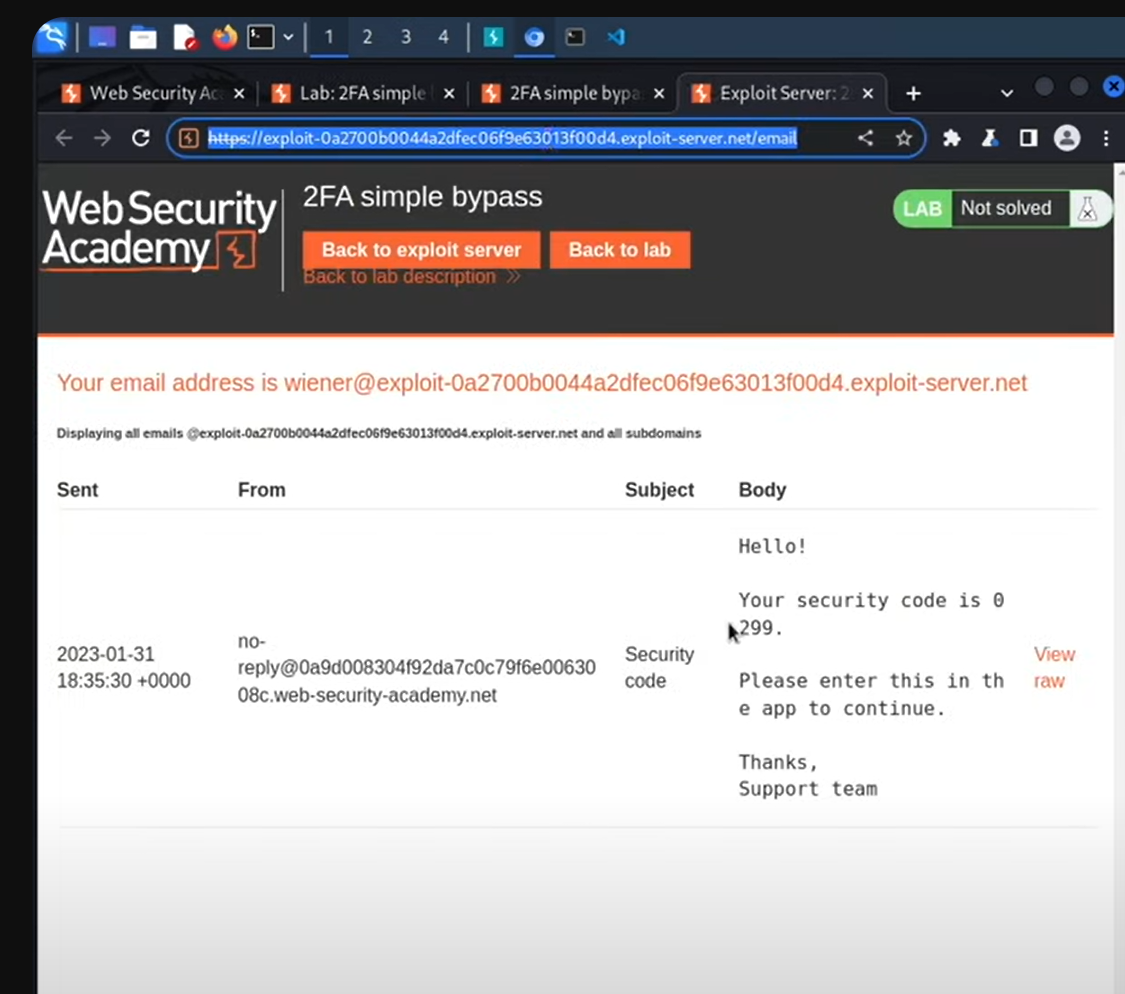 1 2 3 4
Web Security Ac
Lab: 2FA simple
2FA simple bypa
Exploit Server: 2
https://exploit-0a2700b0044a2dfec06f9e63013f00d4.exploit-server.net/email
WebSecurity
Academy
2FA simple bypass
LAB Not solved
Back to exploit server
Back to lab
Back to lab description
Your email address is wiener@exploit-0a2700b0044a2dfec06f9e63013f00d4.exploit-server.net
Displaying all emails @exploit-0a2700b0044a2dfec06f9e63013f00d4.exploit-server.net and all subdomains
Sent From Subject Body
2023-01-31
18:35:30 +0000
no-
reply@0a9d008304f92da7c0c79f6e00630
08c.web-security-academy.net
Security
code
Hello!
Your security code is 0
299.
Please enter this in th
e app to continue.
Thanks,
Support team
View
raw